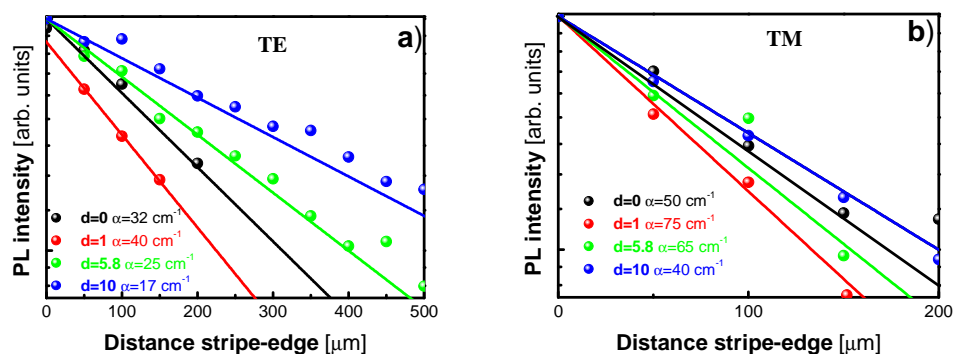 TE
a)
PL intensity [arb. units]
d=0 α=32 cm⁻¹
d=1 α=40 cm⁻¹
d=5.8 α=25 cm⁻¹
d=10 α=17 cm⁻¹
0 100 200 300 400 500
Distance stripe-edge [μm]
TM
b)
PL intensity [arb. units]
d=0 α=50 cm⁻¹
d=1 α=75 cm⁻¹
d=5.8 α=65 cm⁻¹
d=10 α=40 cm⁻¹
0 100 200
Distance stripe-edge [μm]